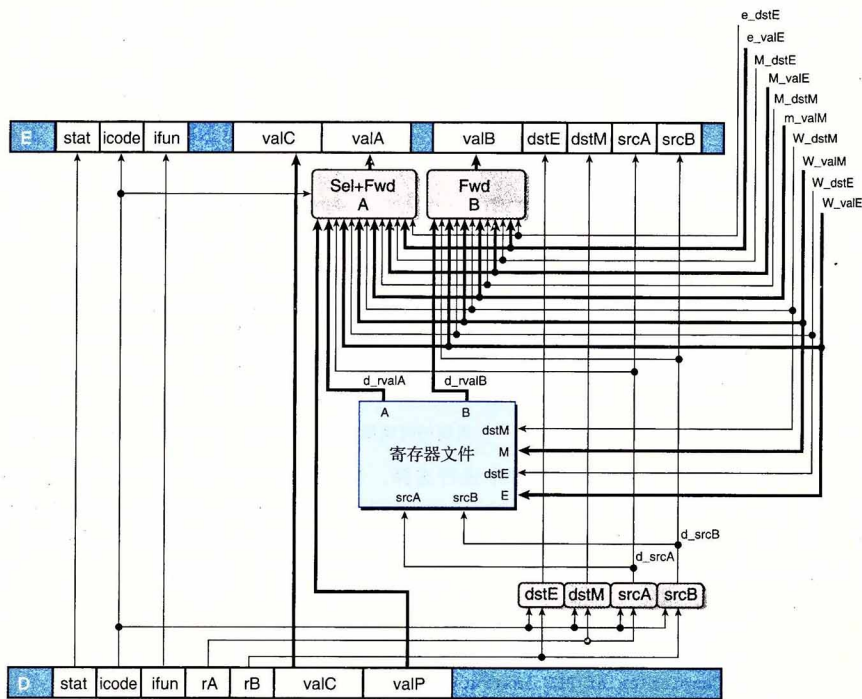 e_dstE
e_valE
M_dstE
M_valE
M_dstM
m_valM
W_dstM
W_valM
W_dstE
W_valE
E stat icode ifun valC valA valB dstE dstM srcA srcB
Sel+Fwd
A
Fwd
B
d_rvalA d_rvalB
A B
dstM
寄存器文件 M
dstE
srcA srcB E
d_srcB
d_srcA
dstE dstM srcA srcB
D stat icode ifun rA rB valC valP